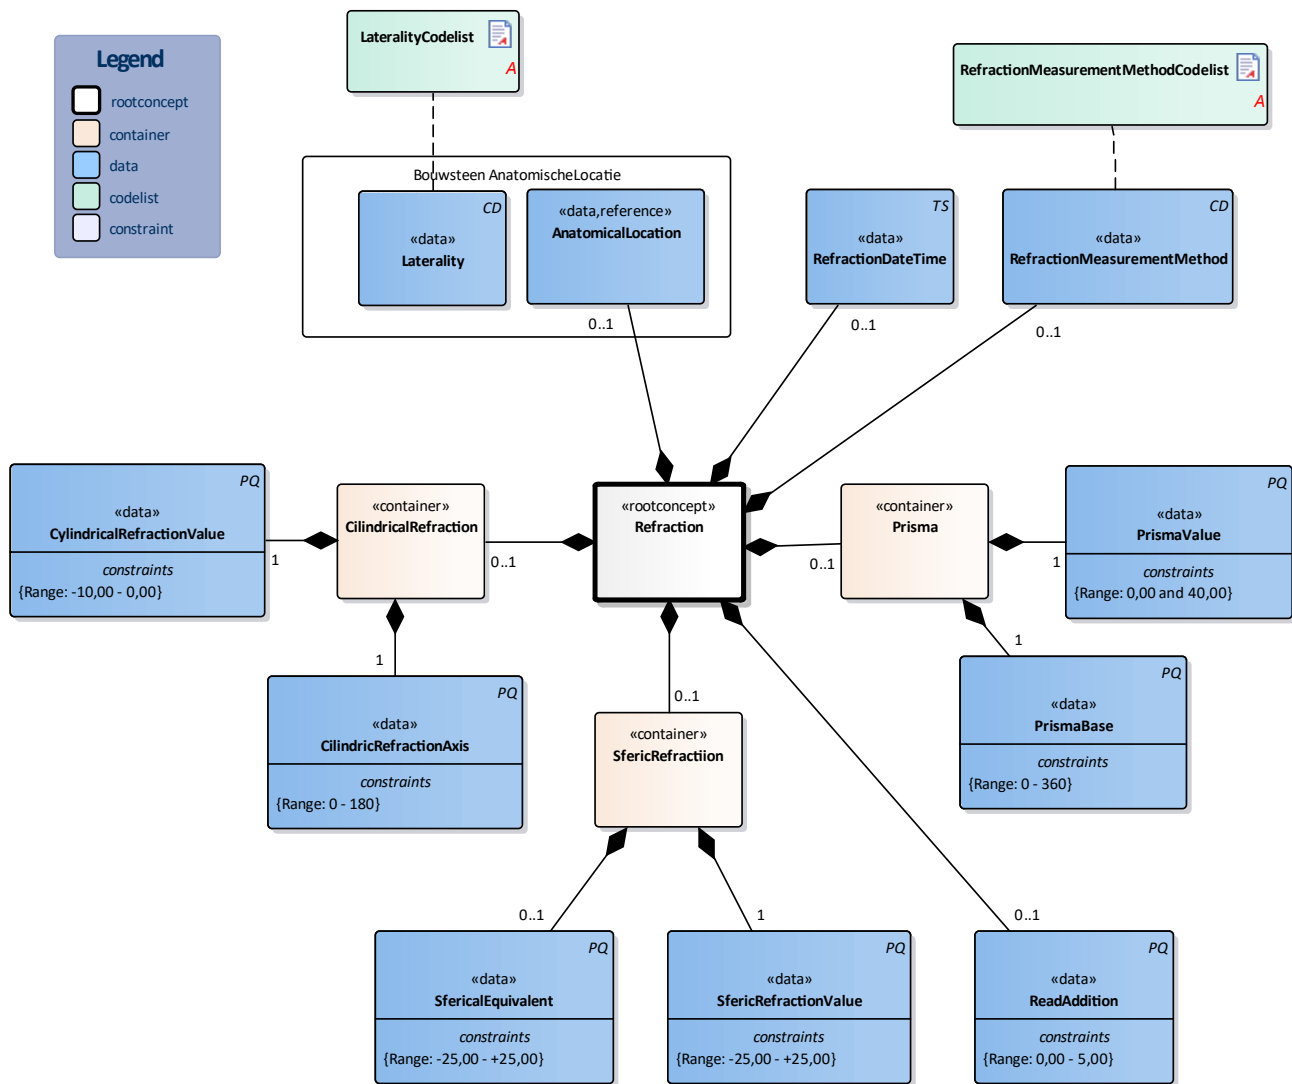 LateralityCodelist
A
Legend
rootconcept
container
data
codelist
constraint
RefractionMeasurementMethodCodelist
A
Bouwsteen AnatomischeLocatie
CD
«data»
Laterality
«data,reference»
AnatomicalLocation
0..1
TS
«data»
RefractionDateTime
0..1
CD
«data»
RefractionMeasurementMethod
0..1
PQ
«data»
CylindricalRefractionValue
constraints
{Range: -10,00 - 0,00}
1
«container»
CilindricalRefraction
0..1
«rootconcept»
Refraction
«container»
Prisma
0..1
PQ
«data»
PrismaValue
constraints
{Range: 0,00 and 40,00}
1
1
PQ
«data»
CilindricRefractionAxis
constraints
{Range: 0 - 180}
1
PQ
«data»
PrismaBase
constraints
{Range: 0 - 360}
0..1
«container»
SfericRefractiion
0..1
PQ
«data»
SfericalEquivalent
constraints
{Range: -25,00 - +25,00}
1
PQ
«data»
SfericRefractionValue
constraints
{Range: -25,00 - +25,00}
0..1
PQ
«data»
ReadAddition
constraints
{Range: 0,00 - 5,00}